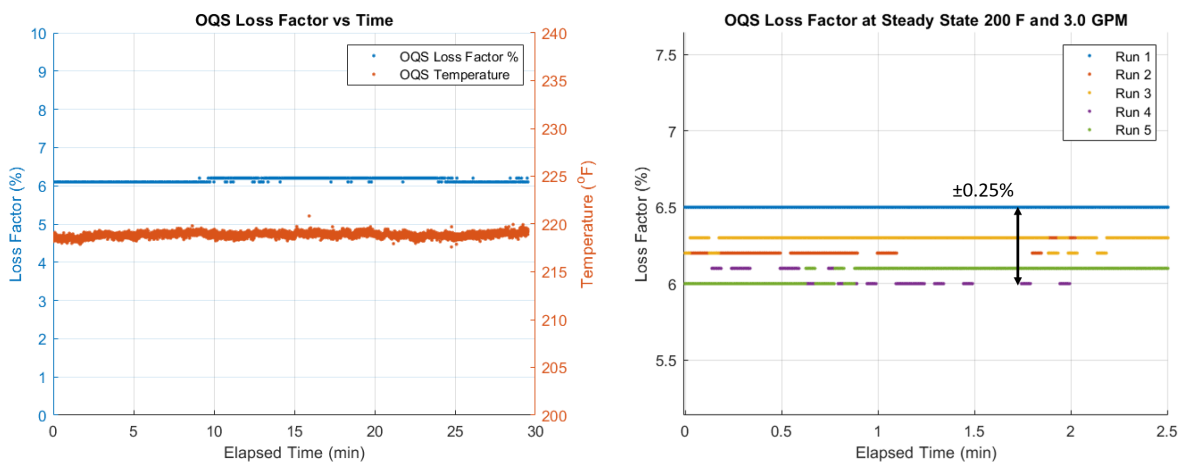 OQS Loss Factor vs Time
OQS Loss Factor %
OQS Temperature
10
9
8
7
6
5
4
3
2
1
0
Loss Factor (%)
240
235
230
225
220
215
210
205
200
Temperature (°F)
0 5 10 15 20 25 30
Elapsed Time (min)
OQS Loss Factor at Steady State 200 F and 3.0 GPM
Run 1
Run 2
Run 3
Run 4
Run 5
±0.25%
7.5
7
6.5
6
5.5
Loss Factor (%)
0 0.5 1 1.5 2 2.5
Elapsed Time (min)